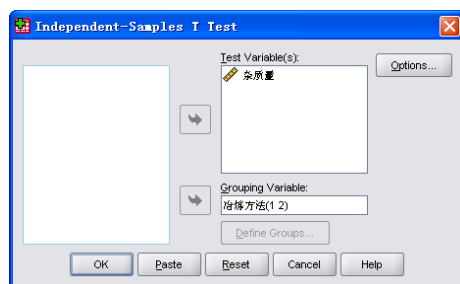 Independent-Samples T Test
Test Variable(s):
杂质量
Options...
Grouping Variable:
冶炼方法(1 2)
Define Groups...
OK
Paste
Reset
Cancel
Help